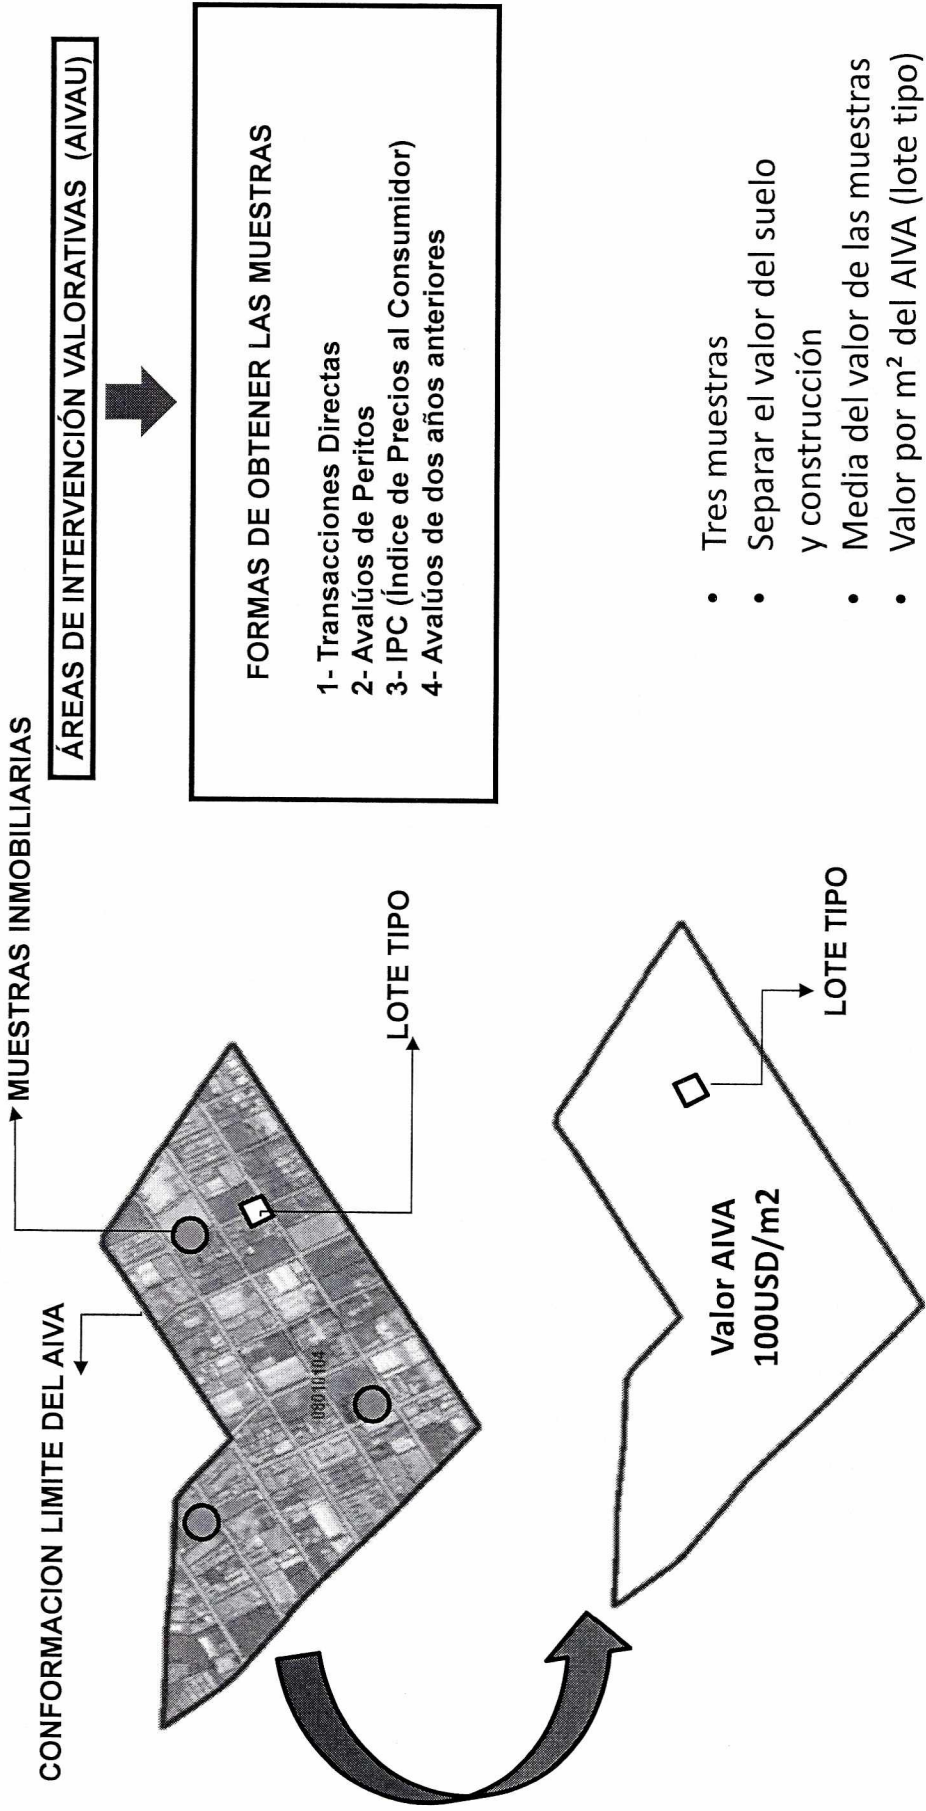 MUESTRAS INMOBILIARIAS
CONFORMACION LIMITE DEL AIVA
08010104
LOTE TIPO
Valor AIVA
100USD/m2
LOTE TIPO
ÁREAS DE INTERVENCIÓN VALORATIVAS (AIVAU)
FORMAS DE OBTENER LAS MUESTRAS
1- Transacciones Directas
2- Avalúos de Peritos
3- IPC (Índice de Precios al Consumidor)
4- Avalúos de dos años anteriores
• Tres muestras
• Separar el valor del suelo
y construcción
• Media del valor de las muestras
• Valor por m² del AIVA (lote tipo)